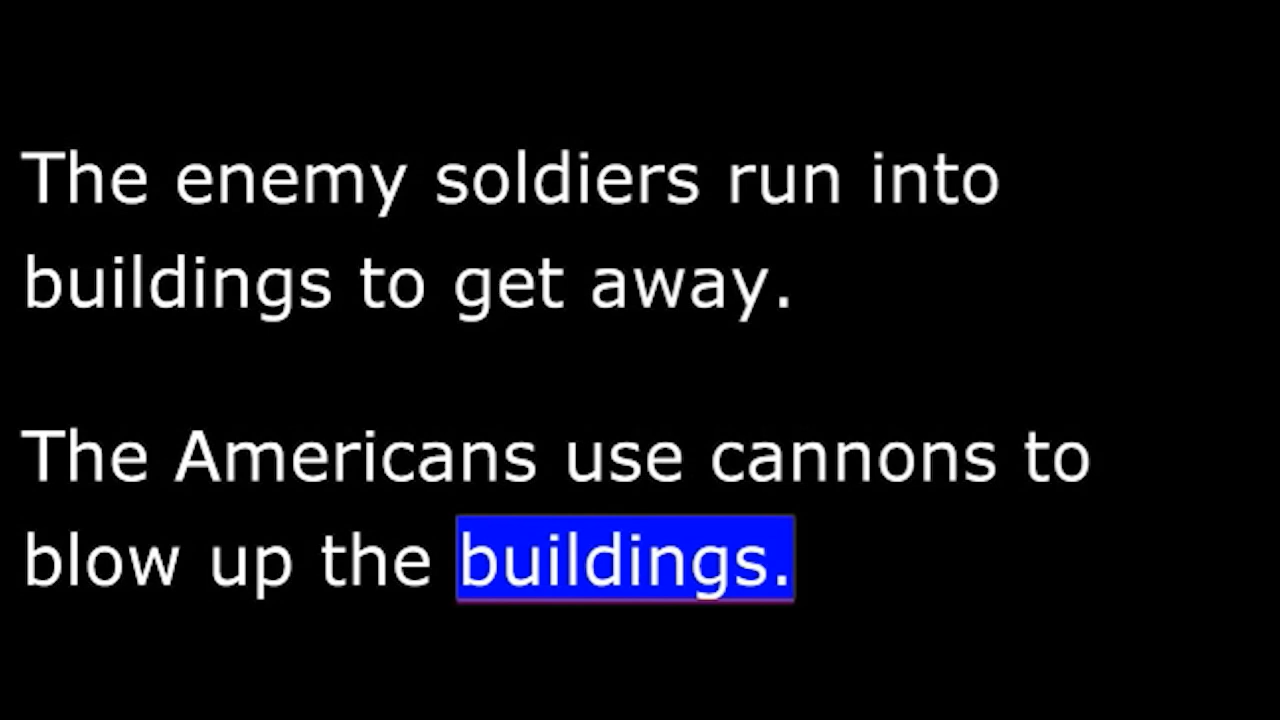 The enemy soldiers run into
buildings to get away.
The Americans use cannons to
blow up the buildings.